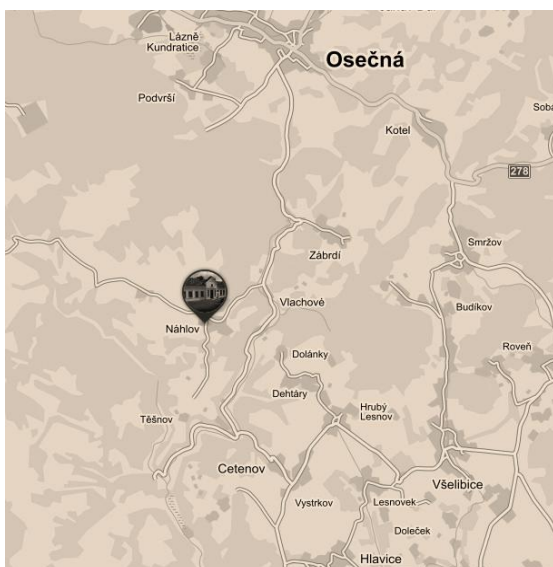 Lázně
Kundratice
Osečná
Podvrší
Kotel
278
Zábrdí
Smržov
Vlachové
Budíkov
Náhlov
Roveň
Dolánky
Dehtáry
Hrubý
Lesnov
Těšnov
Cetenov
Všelibice
Vystrkov
Lesnovek
Doleček
Hlavice